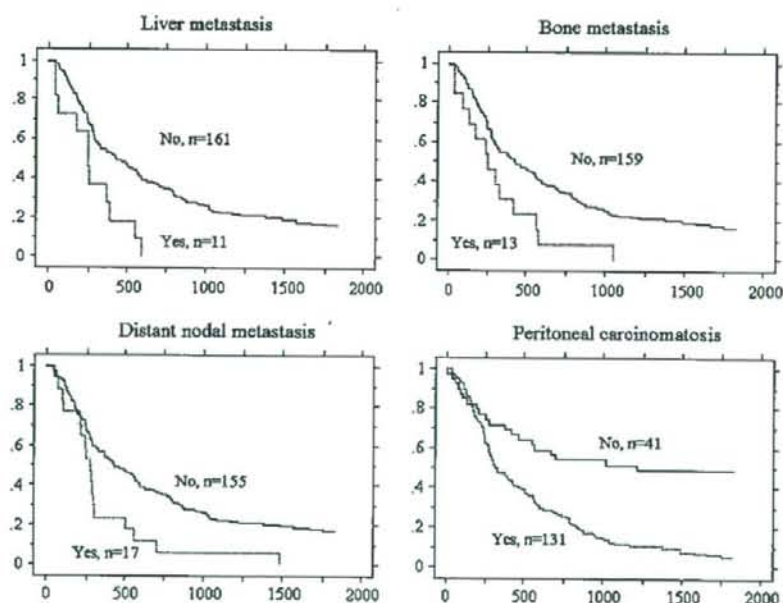 Liver metastasis
1
.8
.6
.4
.2
0
No, n=161
Yes, n=11
0 500 1000 1500 2000
Bone metastasis
1
.8
.6
.4
.2
0
No, n=159
Yes, n=13
0 500 1000 1500 2000
Distant nodal metastasis
1
.8
.6
.4
.2
0
No, n=155
Yes, n=17
0 500 1000 1500 2000
Peritoneal carcinomatosis
1
.8
.6
.4
.2
0
No, n=41
Yes, n=131
0 500 1000 1500 2000